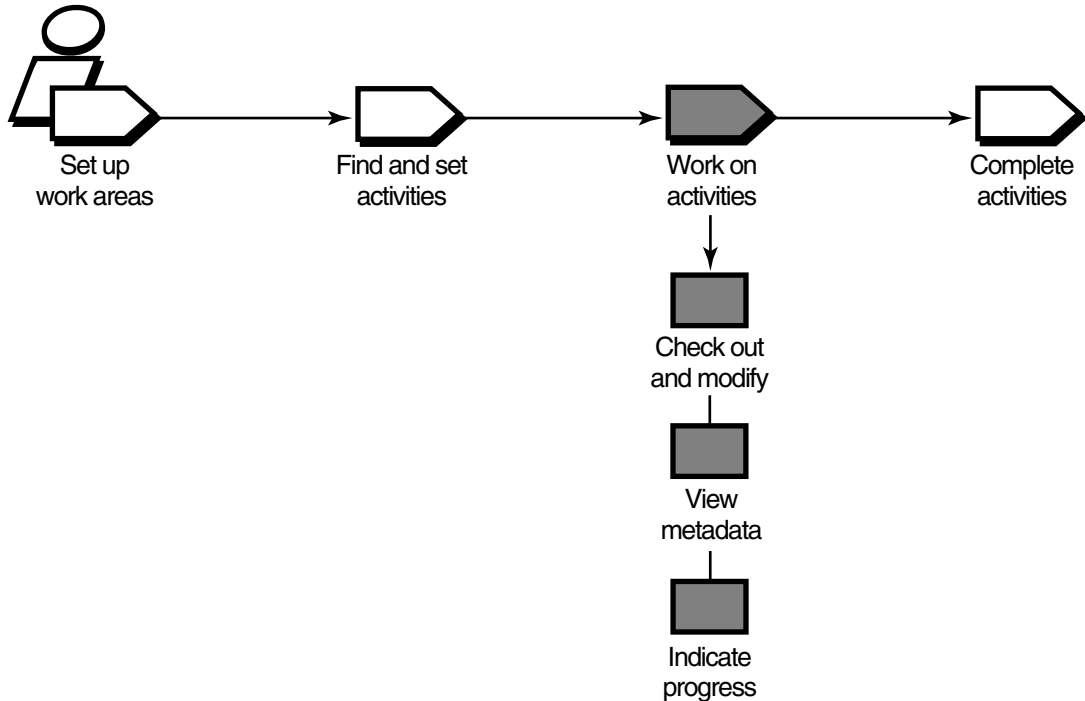 Set up
work areas
Find and set
activities
Work on
activities
Complete
activities
Check out
and modify
View
metadata
Indicate
progress